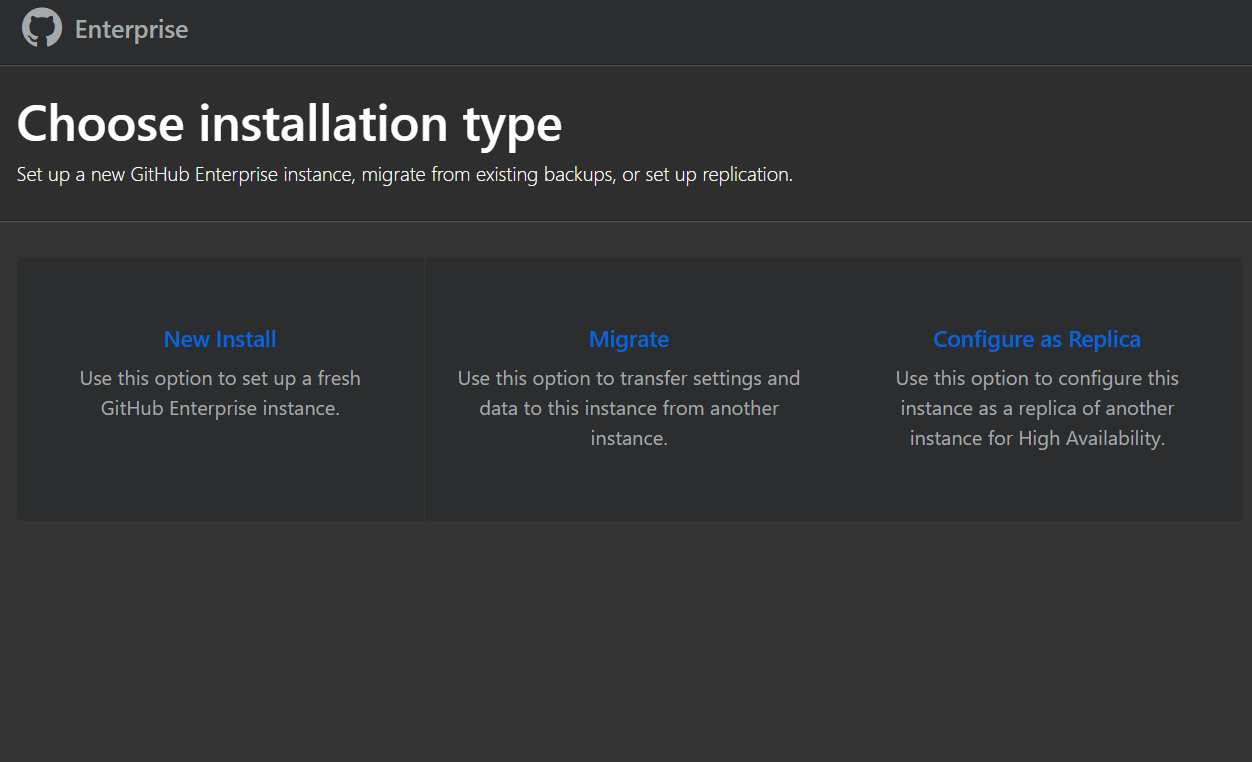 Enterprise
Choose installation type
Set up a new GitHub Enterprise instance, migrate from existing backups, or set up replication.
New Install
Use this option to set up a fresh
GitHub Enterprise instance.
Migrate
Use this option to transfer settings and
data to this instance from another
instance.
Configure as Replica
Use this option to configure this
instance as a replica of another
instance for High Availability.